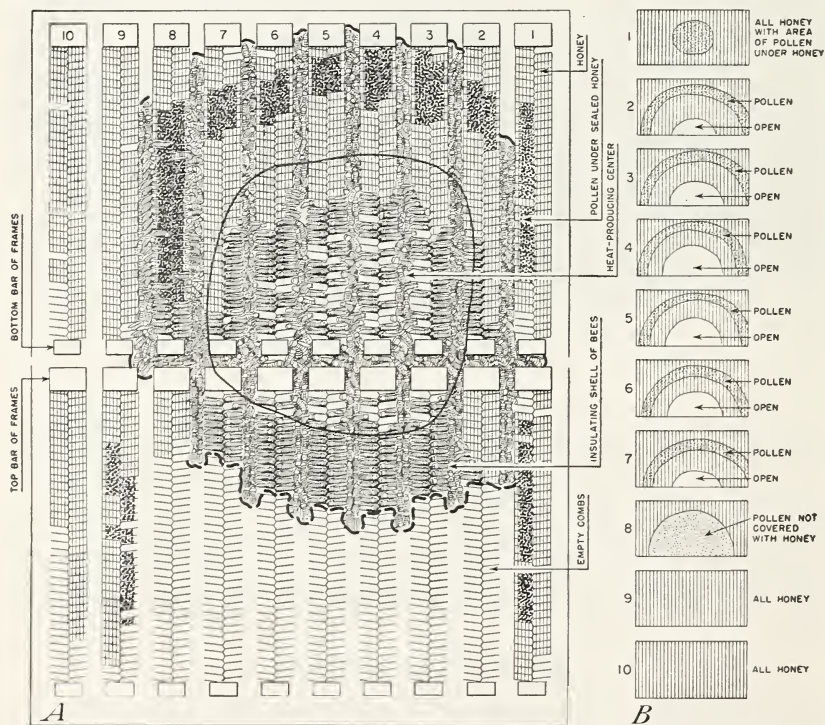 10 9 8 7 6 5 4 3 2 1
HONEY
POLLEN UNDER SEALED HONEY
HEAT-PRODUCING CENTER
BOTTOM BAR OF FRAMES
TOP BAR OF FRAMES
INSULATING SHELL OF BEES
EMPTY COMBS
A
1
ALL HONEY
WITH AREA
OF POLLEN
UNDER HONEY
2
POLLEN
OPEN
3
POLLEN
OPEN
4
POLLEN
OPEN
5
POLLEN
OPEN
6
POLLEN
OPEN
7
POLLEN
OPEN
8
POLLEN NOT
COVERED
WITH HONEY
9
ALL HONEY
10
ALL HONEY
B